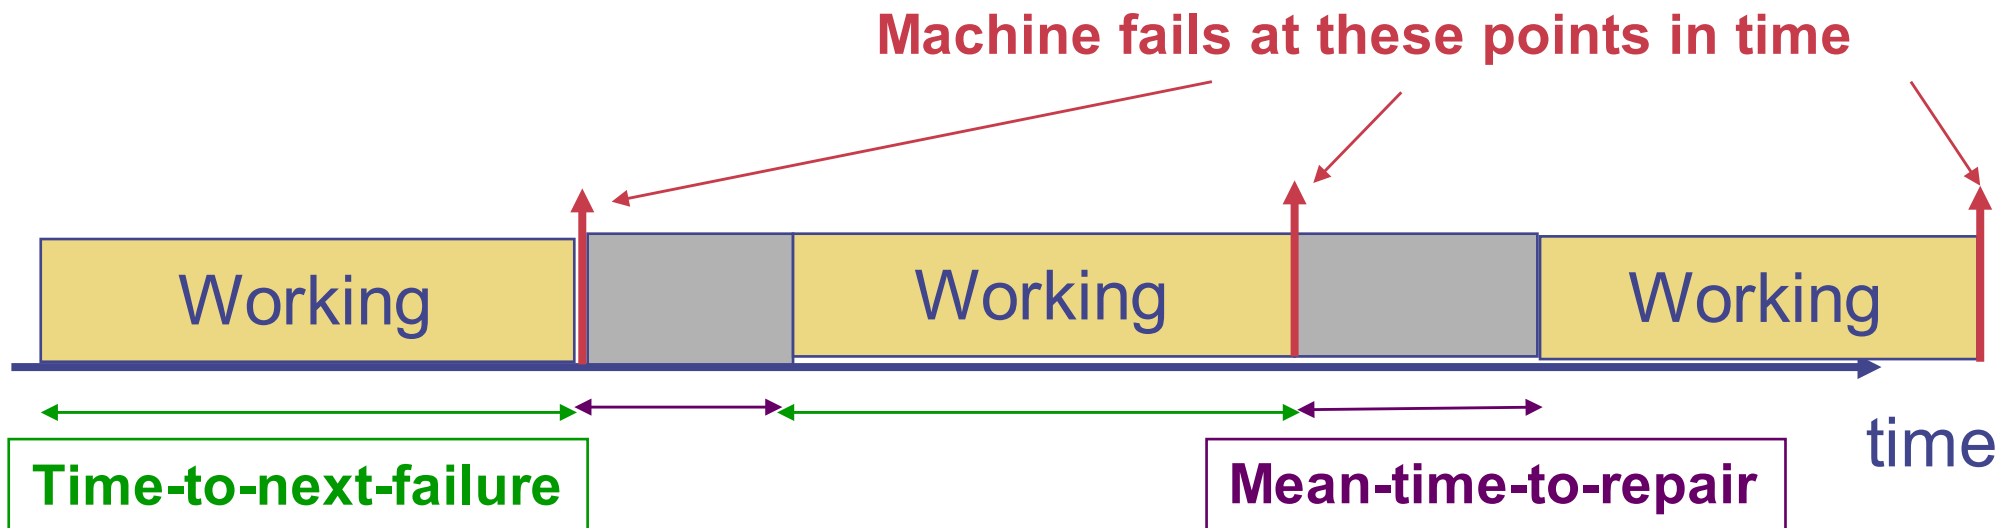 Machine fails at these points in time
Working
Working
Working
time
Time-to-next-failure
Mean-time-to-repair